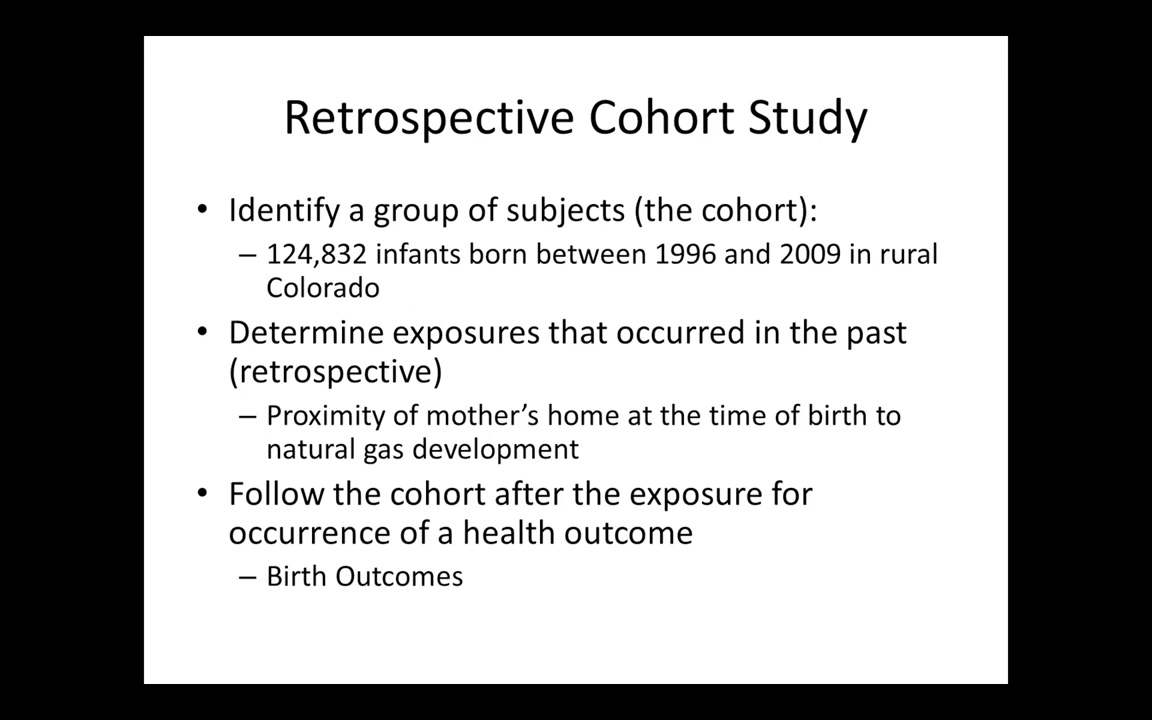 Retrospective Cohort Study
• Identify a group of subjects (the cohort):
– 124,832 infants born between 1996 and 2009 in rural
Colorado
• Determine exposures that occurred in the past
(retrospective)
– Proximity of mother’s home at the time of birth to
natural gas development
• Follow the cohort after the exposure for
occurrence of a health outcome
– Birth Outcomes